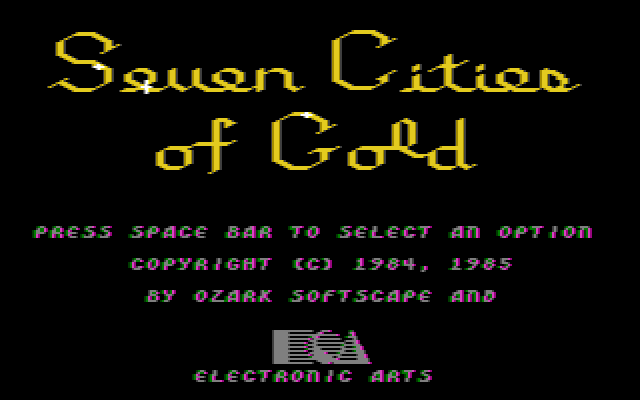 Seven Cities
of Gold
PRESS SPACE BAR TO SELECT AN OPTION
COPYRIGHT (C) 1984, 1985
BY OZARK SOFTSCAPE AND
EOA
ELECTRONIC ARTS